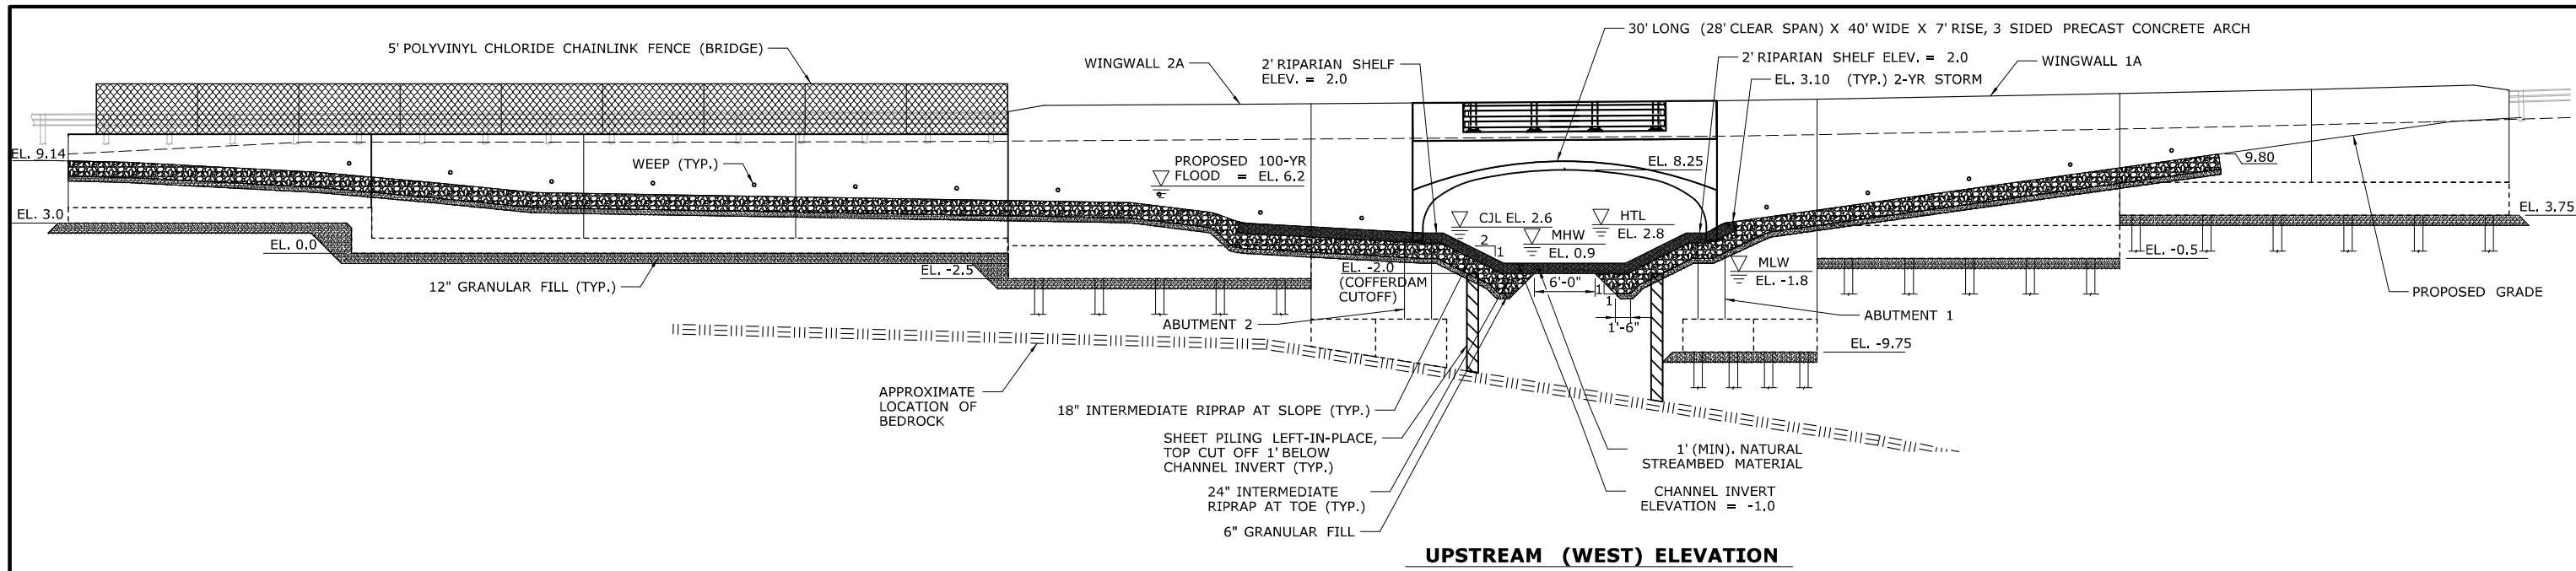 30' LONG (28' CLEAR SPAN) X 40' WIDE X 7' RISE, 3 SIDED PRECAST CONCRETE ARCH
5' POLYVINYL CHLORIDE CHAINLINK FENCE (BRIDGE)
WINGWALL 2A
2' RIPARIAN SHELF
ELEV. = 2.0
2' RIPARIAN SHELF ELEV. = 2.0
WINGWALL 1A
EL. 3.10 (TYP.) 2-YR STORM
EL. 9.14
WEEP (TYP.)
PROPOSED 100-YR
FLOOD = EL. 6.2
EL. 8.25
9.80
EL. 3.0
EL. 0.0
CJL EL. 2.6
HTL
EL. 2.8
2
1
MHW
EL. 0.9
EL. 3.75
EL. -0.5
EL. -2.5
EL. -2.0
(COFFERDAM
CUTOFF)
6'-0"
1
1
MLW
EL. -1.8
12" GRANULAR FILL (TYP.)
PROPOSED GRADE
ABUTMENT 2
1'-6"
ABUTMENT 1
EL. -9.75
APPROXIMATE
LOCATION OF
BEDROCK
18" INTERMEDIATE RIPRAP AT SLOPE (TYP.)
SHEET PILING LEFT-IN-PLACE,
TOP CUT OFF 1' BELOW
CHANNEL INVERT (TYP.)
1' (MIN). NATURAL
STREAMBED MATERIAL
24" INTERMEDIATE
RIPRAP AT TOE (TYP.)
CHANNEL INVERT
ELEVATION = -1.0
6" GRANULAR FILL
UPSTREAM (WEST) ELEVATION